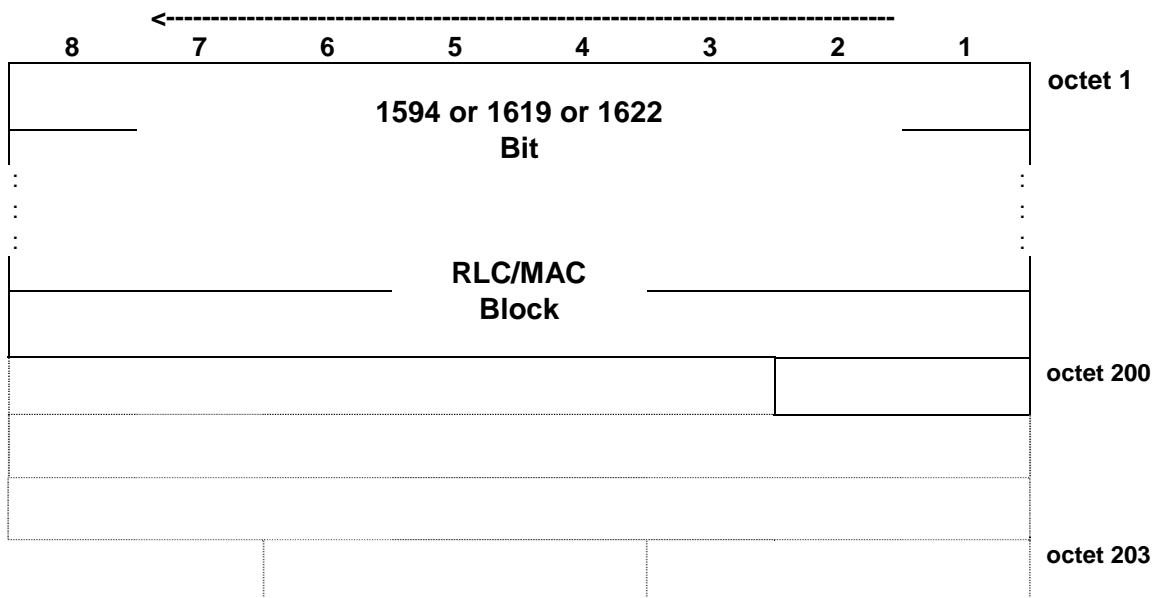 <--------------------------------------------------------------------------------
8 7 6 5 4 3 2 1
octet 1
1594 or 1619 or 1622
Bit
: :
: :
: :
RLC/MAC
Block
octet 200
octet 203